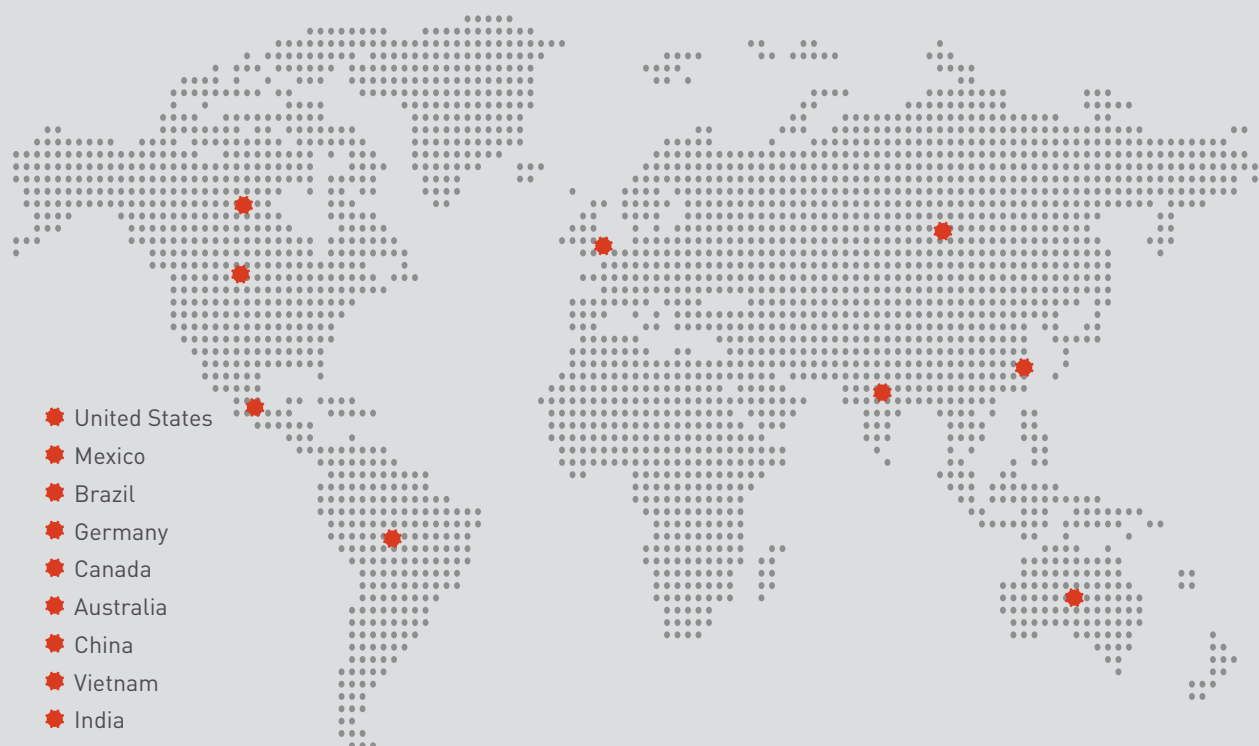 United States
Mexico
Brazil
Germany
Canada
Australia
China
Vietnam
India